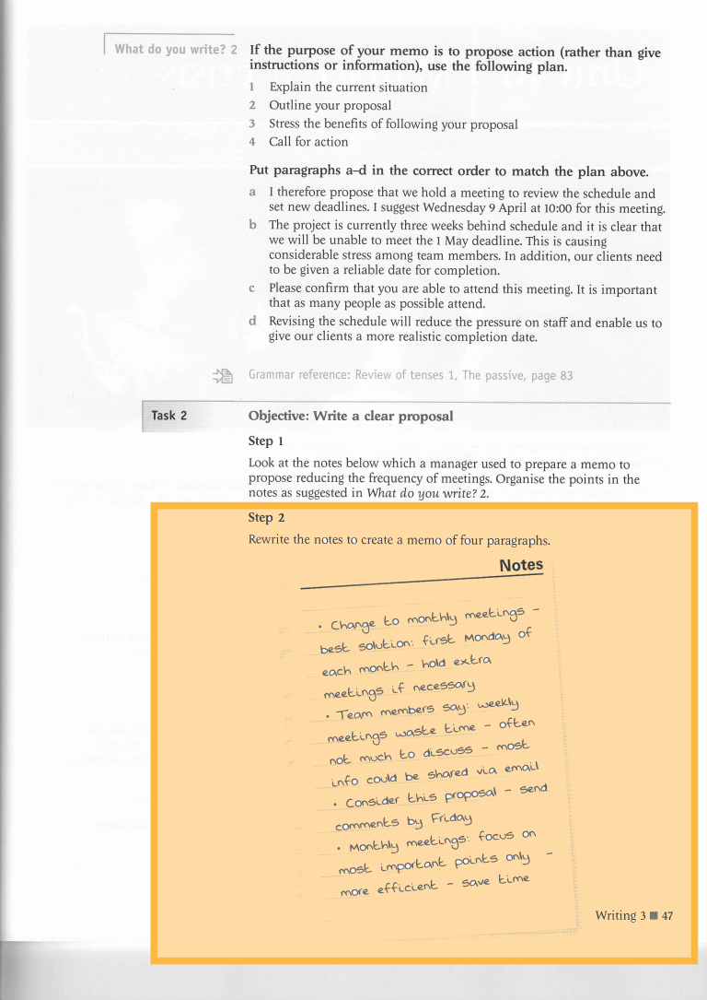 What do you write? 2
If the purpose of your memo is to propose action (rather than give
instructions or information), use the following plan.
1 Explain the current situation
2 Outline your proposal
3 Stress the benefits of following your proposal
4 Call for action
Put paragraphs a–d in the correct order to match the plan above.
a I therefore propose that we hold a meeting to review the schedule and
set new deadlines. I suggest Wednesday 9 April at 10:00 for this meeting.
b The project is currently three weeks behind schedule and it is clear that
we will be unable to meet the 1 May deadline. This is causing
considerable stress among team members. In addition, our clients need
to be given a reliable date for completion.
c Please confirm that you are able to attend this meeting. It is important
that as many people as possible attend.
d Revising the schedule will reduce the pressure on staff and enable us to
give our clients a more realistic completion date.
Grammar reference: Review of tenses 1, The passive, page 83
Task 2
Objective: Write a clear proposal
Step 1
Look at the notes below which a manager used to prepare a memo to
propose reducing the frequency of meetings. Organise the points in the
notes as suggested in What do you write? 2.
Step 2
Rewrite the notes to create a memo of four paragraphs.
Notes
• Change to monthly meetings –
best solution: first Monday of
each month – hold extra
meetings if necessary
• Team members say: weekly
meetings waste time – often
not much to discuss – most
info could be shared via email
• Consider this proposal – send
comments by Friday
• Monthly meetings: focus on
most important points only –
more efficient – save time
Writing 3 ■ 47